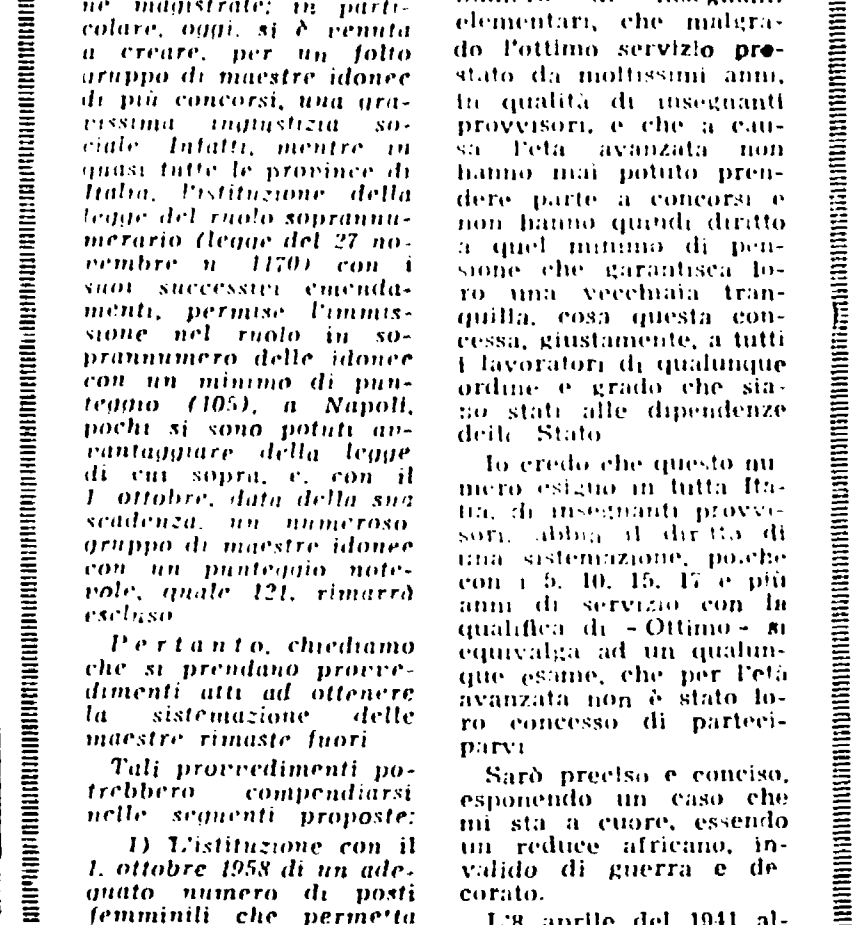 ne magistrale; in parti-
colare, oggi, si è venuta
a creare, per un folto
gruppo di maestre idonee
di più concorsi, una gra-
vissima ingiustizia so-
ciale Infatti, mentre in
quasi tutte le province di
Italia, l'istituzione della
legge del ruolo soprannu-
merario (legge del 27 no-
vembre n 1170) con i
suoi successivi emenda-
menti, permise l'immis-
sione nel ruolo in so-
prannumero delle idonee
con un minimo di pun-
teggio (105), a Napoli,
pochi si sono potuti av-
vantaggiare della legge
di cui sopra, e, con il
1 ottobre, data della sua
scadenza, un numeroso
gruppo di maestre idonee
con un punteggio note-
vole, quale 121, rimarrà
escluso
Pertanto, chiediamo
che si prendano provve-
dimenti atti ad ottenere
la sistemazione delle
maestre rimaste fuori
Tali provvedimenti po-
trebbero compendiarsi
nelle seguenti proposte:
1) L'istituzione con il
1. ottobre 1958 di un ade-
guato numero di posti
femminili che permetta
elementari, che malgra-
do l'ottimo servizio pre-
stato da moltissimi anni,
in qualità di insegnanti
provvisori, e che a cau-
sa l'età avanzata non
hanno mai potuto pren-
dere parte a concorsi e
non hanno quindi diritto
a quel minimo di pen-
sione che garantisca lo-
ro una vecchiaia tran-
quilla, cosa questa con-
cessa, giustamente, a tutti
i lavoratori di qualunque
ordine e grado che sia-
no stati alle dipendenze
dello Stato
Io credo che questo nu
mero esiguo in tutta Ita-
lia, di insegnanti provvi-
sori, abbia il diritto di
una sistemazione, poiche
con i 5, 10, 15, 17 e più
anni di servizio con la
qualifica di - Ottimo - si
equivalga ad un qualun-
que esame, che per l'età
avanzata non è stato lo-
ro concesso di parteci-
parvi
Sarò preciso e conciso,
esponendo un caso che
mi sta a cuore, essendo
un reduce africano, in-
valido di guerra e de
corato.
L'8 aprile del 1941 al-